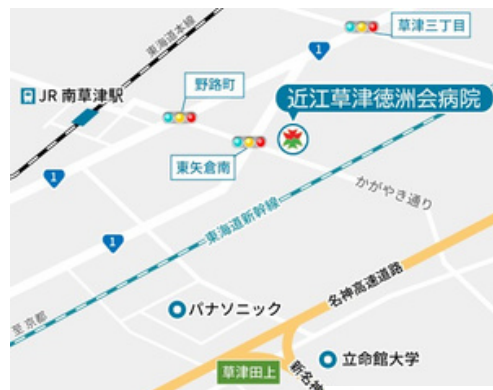 東海道本線
草津三丁目
1
野路町
JR 南草津駅
近江草津徳洲会病院
東矢倉南
かがやき通り
1
東海道新幹線
1
名神高速道路
パナソニック
至 京都
草津田上
立命館大学
新名神